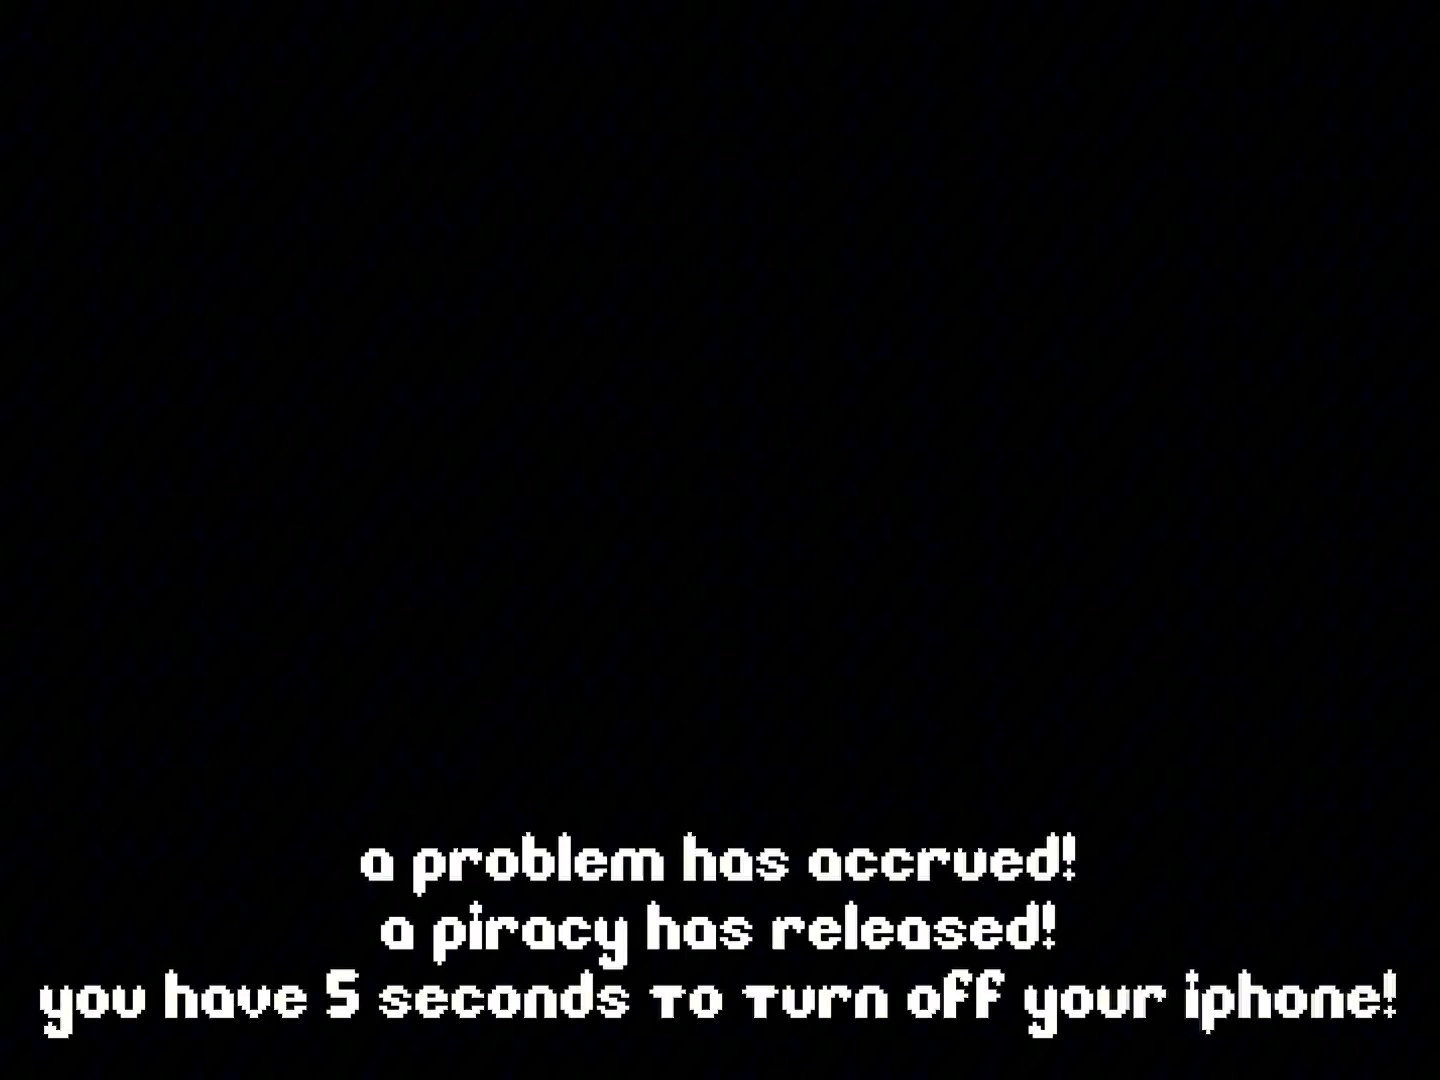 a problem has accrued!
a piracy has released!
you have 5 seconds to turn off your iphone!